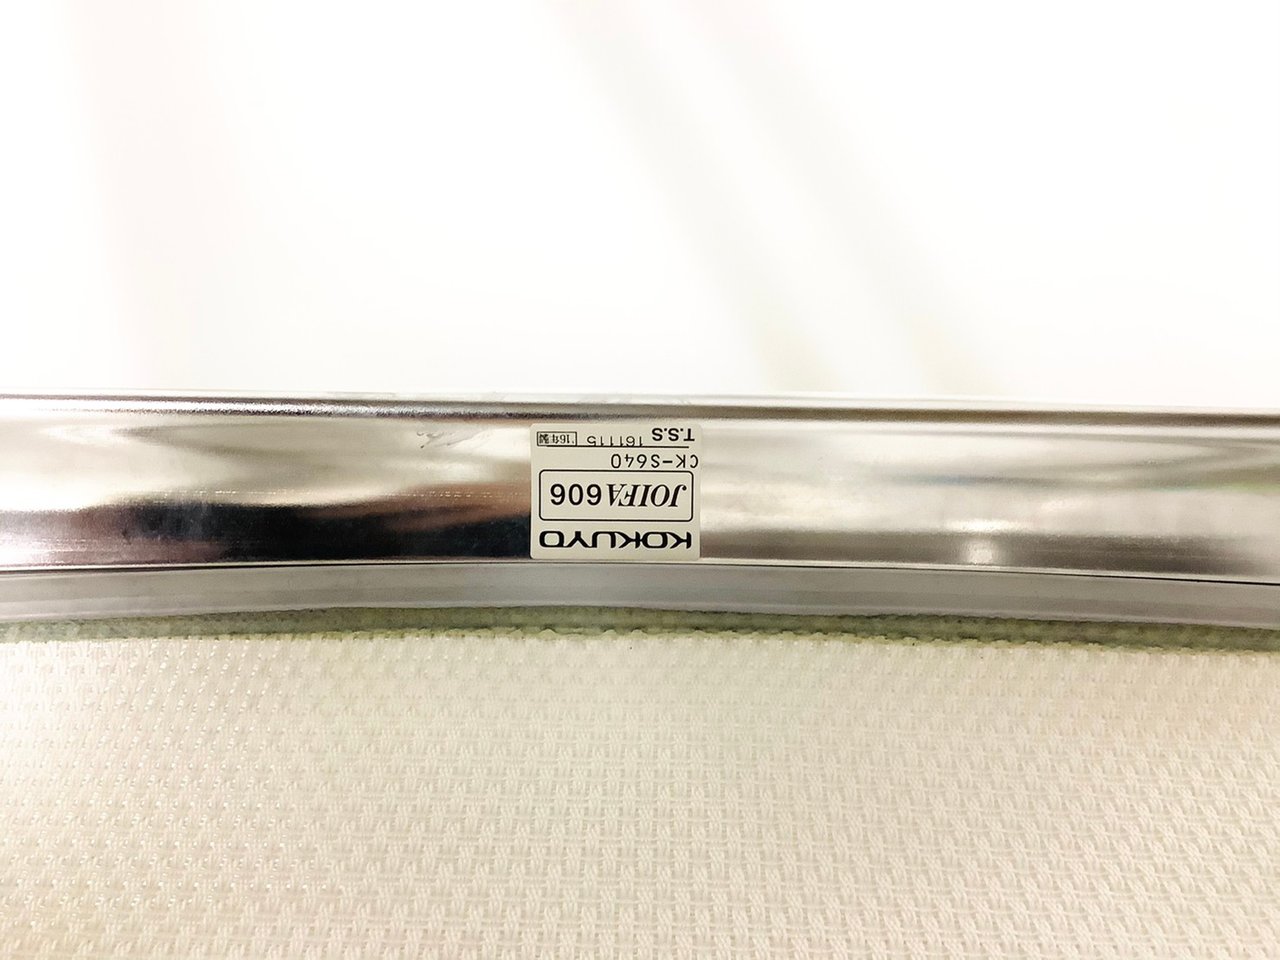 KOKUYO
JOIFA606
CK-S640
161115 '16年製
T.S.S